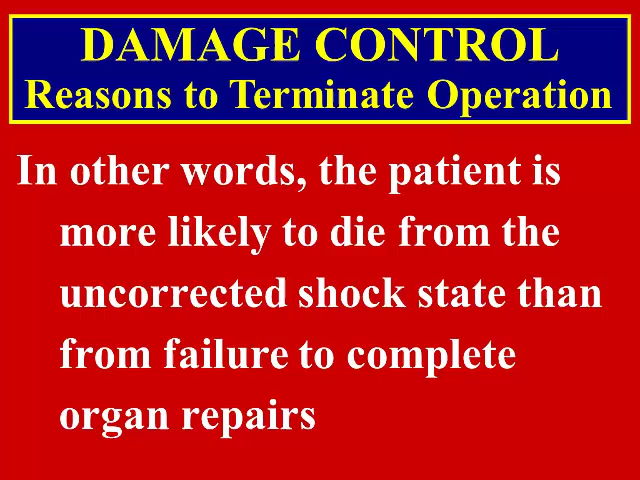 DAMAGE CONTROL
Reasons to Terminate Operation
In other words, the patient is
more likely to die from the
uncorrected shock state than
from failure to complete
organ repairs